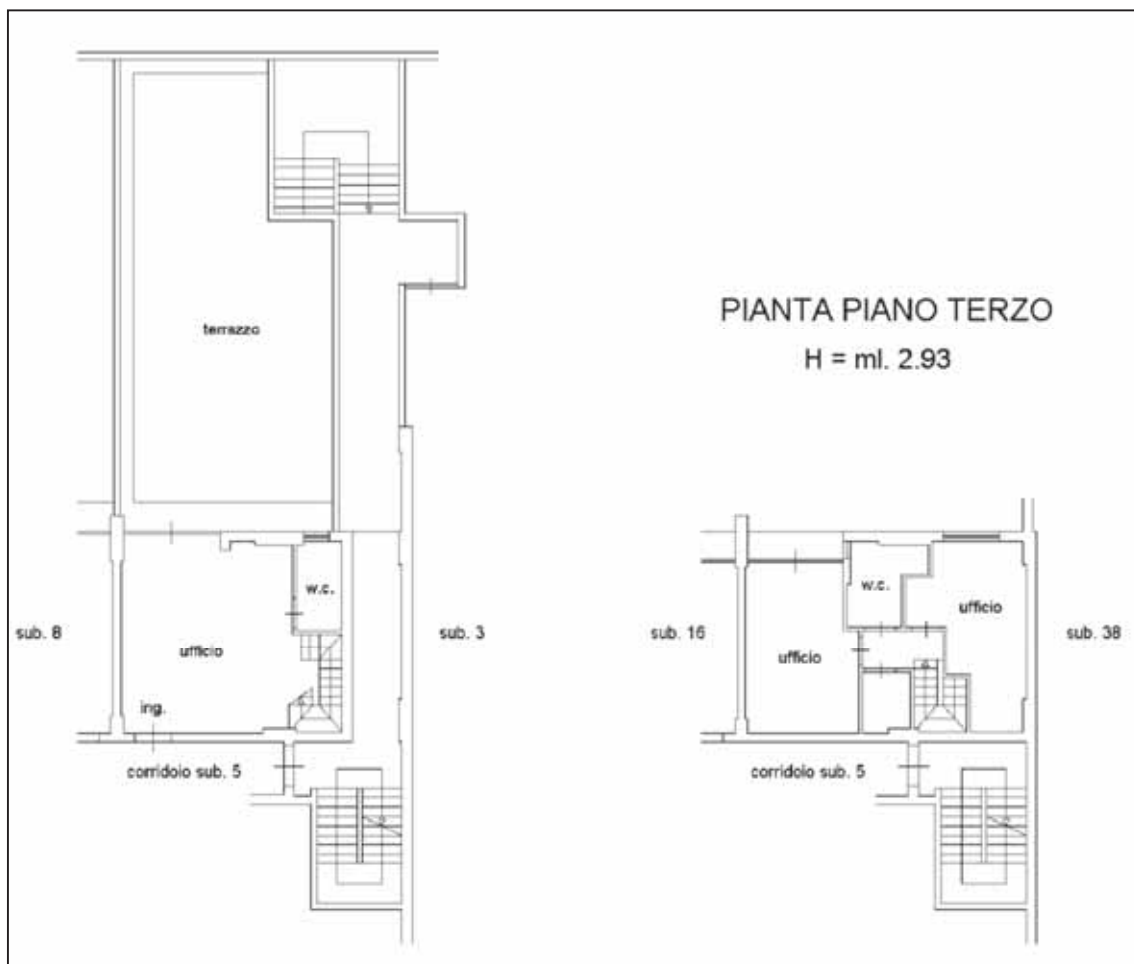 terrazzo
PIANTA PIANO TERZO
H = ml. 2.93
w.c.
sub. 8
ufficio
sub. 3
ing.
corridoio sub. 5
w.c.
ufficio
sub. 16
ufficio
sub. 38
corridoio sub. 5